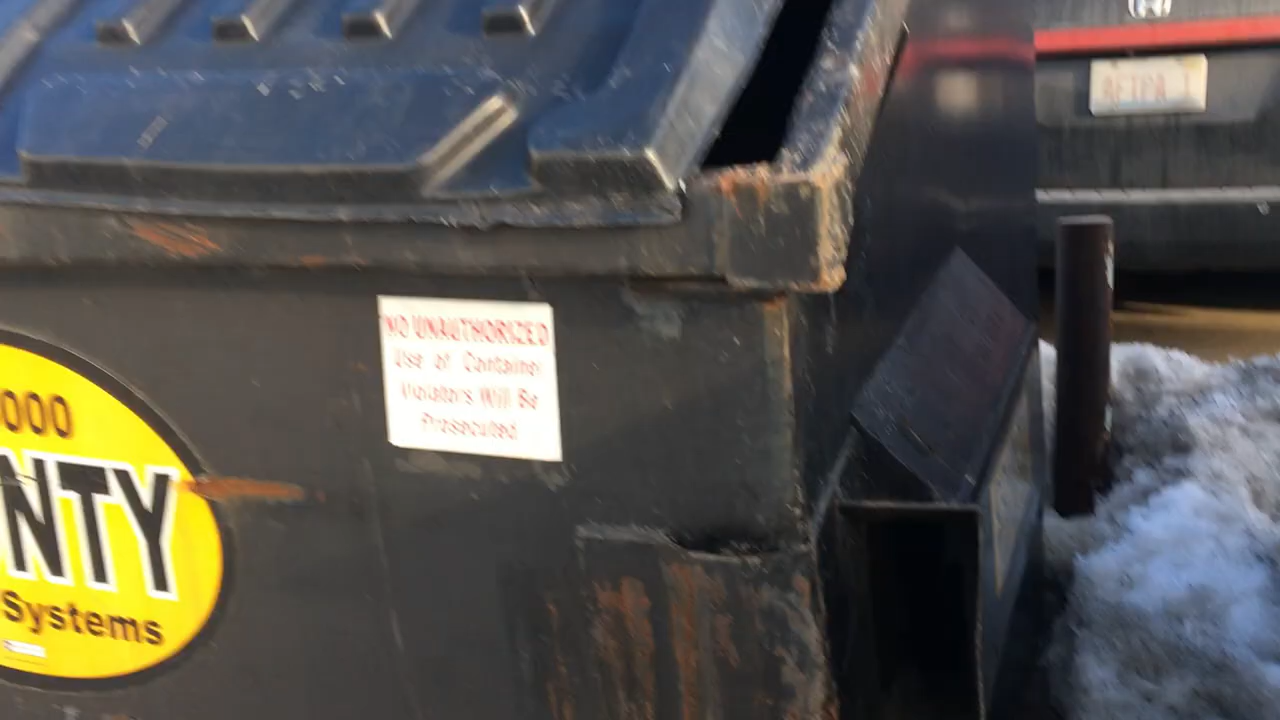 NO UNAUTHORIZED
Use of Container
Violators Will Be
Prosecuted
000
NTY
Systems